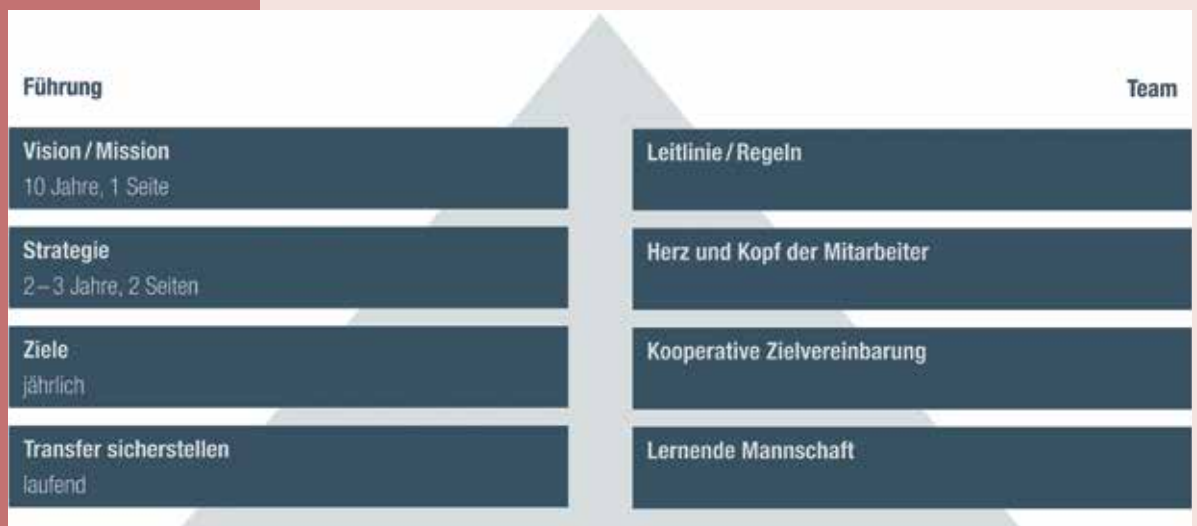 Führung
Team
Vision / Mission
10 Jahre, 1 Seite
Leitlinie / Regeln
Strategie
2 – 3 Jahre, 2 Seiten
Herz und Kopf der Mitarbeiter
Ziele
jährlich
Kooperative Zielvereinbarung
Transfer sicherstellen
laufend
Lernende Mannschaft